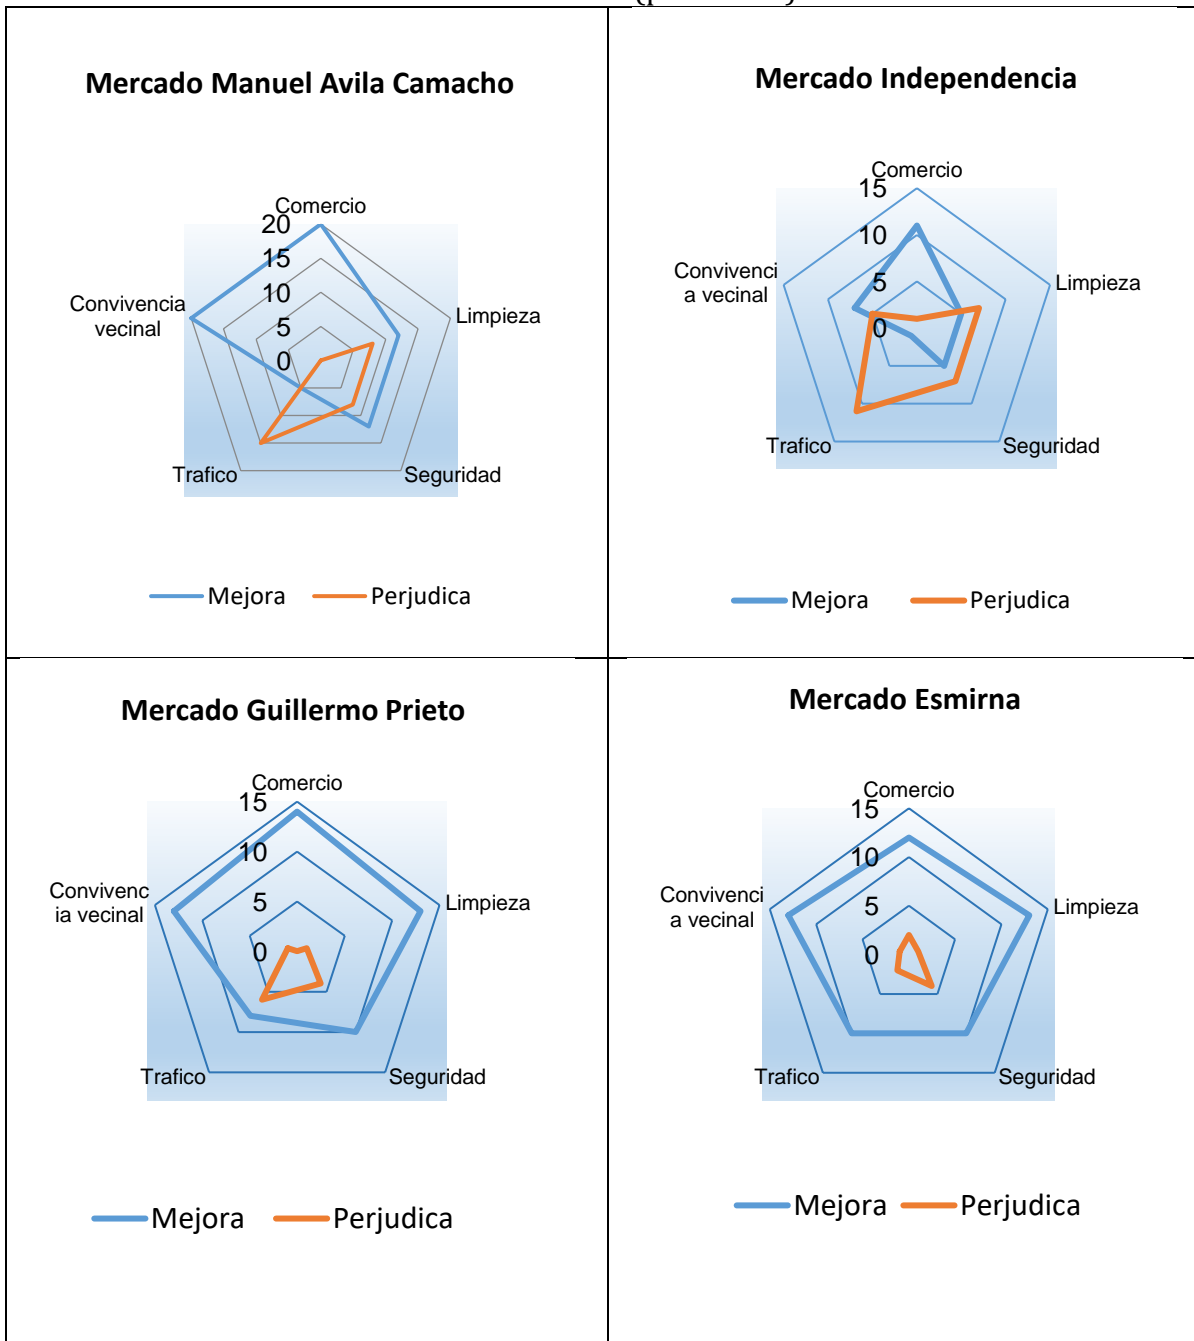 Mercado Manuel Avila Camacho
Comercio
20
15
10
5
0
Convivencia
vecinal
Limpieza
Trafico
Seguridad
Mejora
Perjudica
Mercado Independencia
Comercio
15
10
5
0
Convivenci
a vecinal
Limpieza
Trafico
Seguridad
Mejora
Perjudica
Mercado Guillermo Prieto
Comercio
15
10
5
0
Convivenc
ia vecinal
Limpieza
Trafico
Seguridad
Mejora
Perjudica
Mercado Esmirna
Comercio
15
10
5
0
Convivenci
a vecinal
Limpieza
Trafico
Seguridad
Mejora
Perjudica